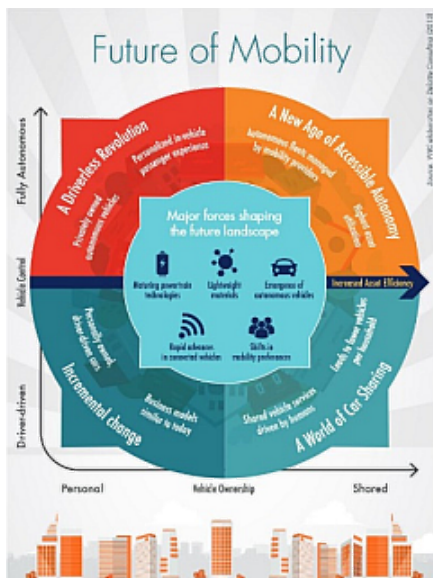 Future of Mobility
Fully Autonomous
Vehicle Control
Driver-driven
A Driverless Revolution
Personalized in-vehicle
passenger experience
Privately owned
autonomous vehicles
A New Age of Accessible Autonomy
Autonomous fleets managed
by mobility providers
Highest asset
utilization
Major forces shaping
the future landscape
Maturing powertrain
technologies
Lightweight
materials
Emergence of
autonomous vehicles
Rapid advances
in connected vehicles
Shifts in
mobility preferences
Increased Asset Efficiency
Personally owned,
driver-driven cars
Business models
similar to today
Incremental change
Leads to fewer vehicles
per household
Shared vehicle services
driven by humans
A World of Car Sharing
Personal
Vehicle Ownership
Shared